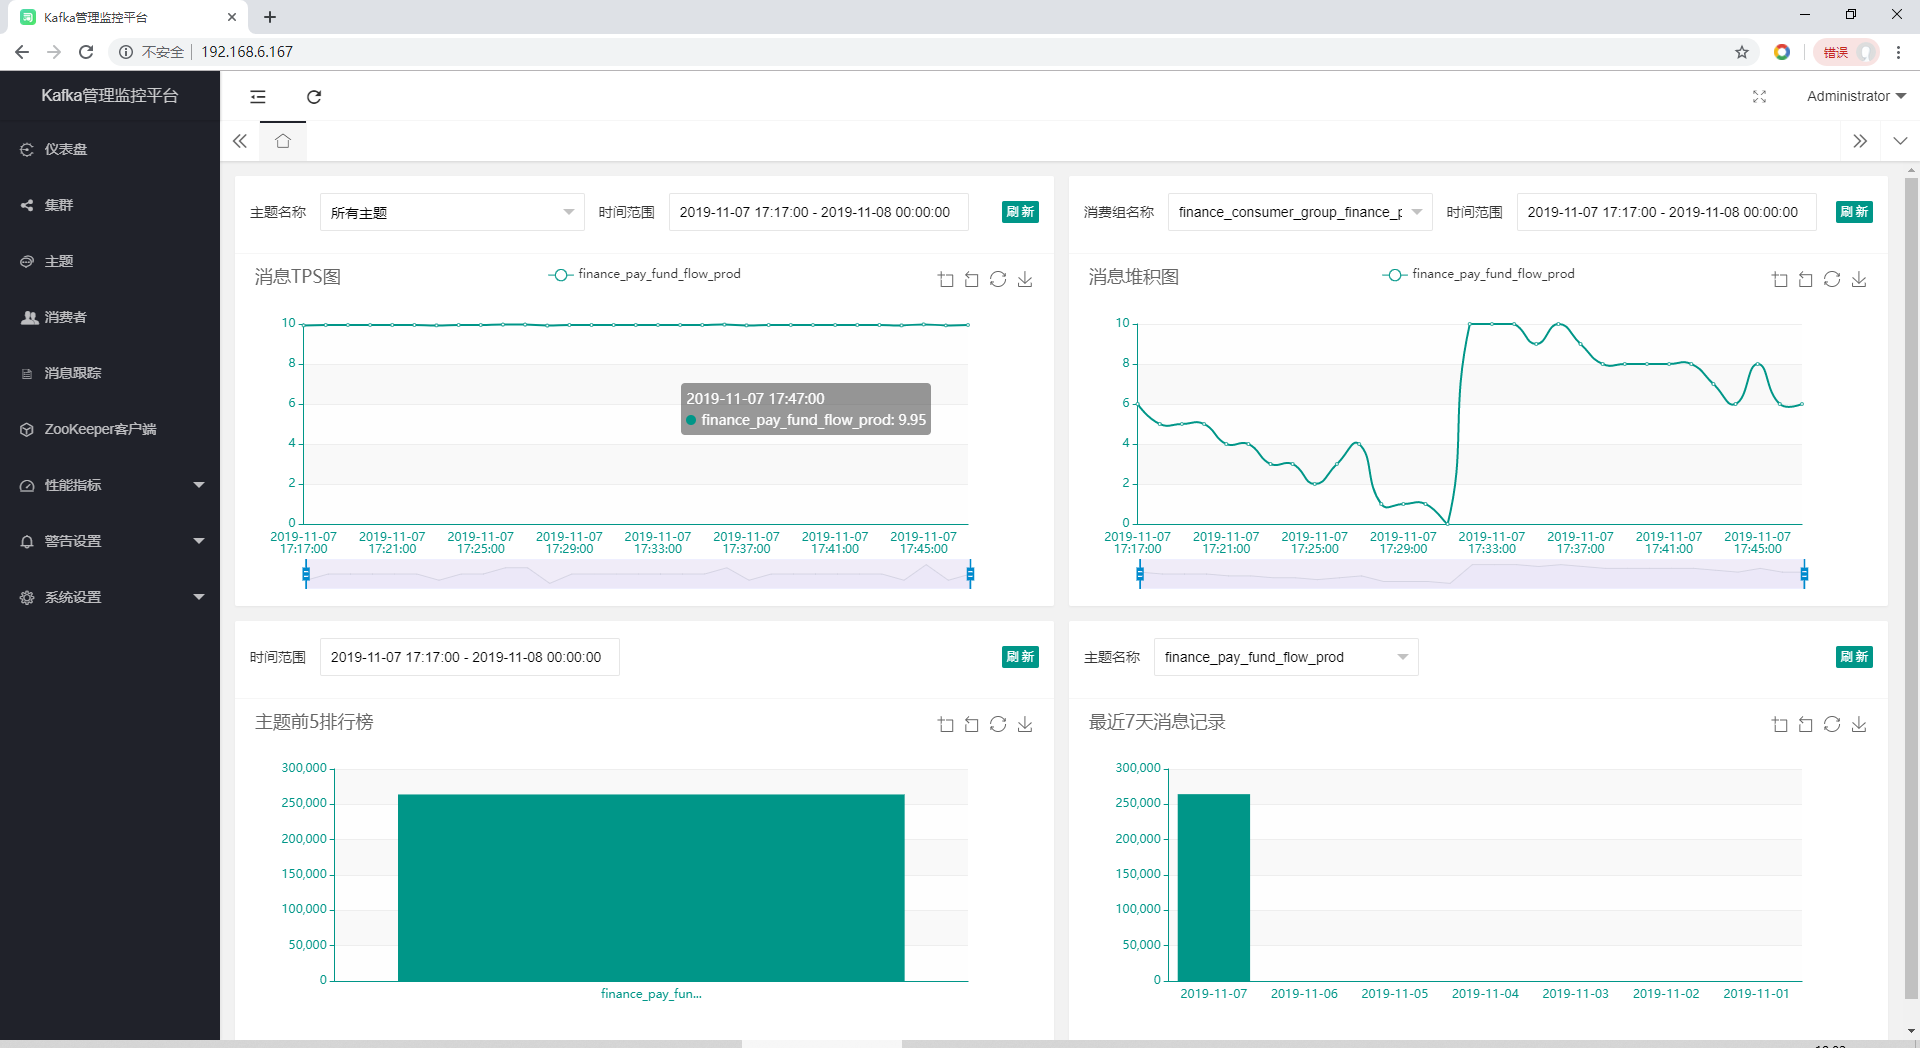 Kafka管理监控平台
不安全 192.168.6.167
错误
Kafka管理监控平台
Administrator
仪表盘
集群
主题
消费者
消息跟踪
ZooKeeper客户端
性能指标
警告设置
系统设置
主题名称 所有主题 时间范围 2019-11-07 17:17:00 - 2019-11-08 00:00:00 刷新
消息TPS图
finance_pay_fund_flow_prod
10
8
6
4
2
0
2019-11-07 17:47:00
finance_pay_fund_flow_prod: 9.95
2019-11-07 2019-11-07 2019-11-07 2019-11-07 2019-11-07 2019-11-07 2019-11-07 2019-11-07
17:17:00 17:21:00 17:25:00 17:29:00 17:33:00 17:37:00 17:41:00 17:45:00
消费组名称 finance_consumer_group_finance_p 时间范围 2019-11-07 17:17:00 - 2019-11-08 00:00:00 刷新
消息堆积图
finance_pay_fund_flow_prod
10
8
6
4
2
0
2019-11-07 2019-11-07 2019-11-07 2019-11-07 2019-11-07 2019-11-07 2019-11-07 2019-11-07
17:17:00 17:21:00 17:25:00 17:29:00 17:33:00 17:37:00 17:41:00 17:45:00
时间范围 2019-11-07 17:17:00 - 2019-11-08 00:00:00 刷新
主题前5排行榜
300,000
250,000
200,000
150,000
100,000
50,000
0
finance_pay_fun...
主题名称 finance_pay_fund_flow_prod 刷新
最近7天消息记录
300,000
250,000
200,000
150,000
100,000
50,000
0
2019-11-07 2019-11-06 2019-11-05 2019-11-04 2019-11-03 2019-11-02 2019-11-01